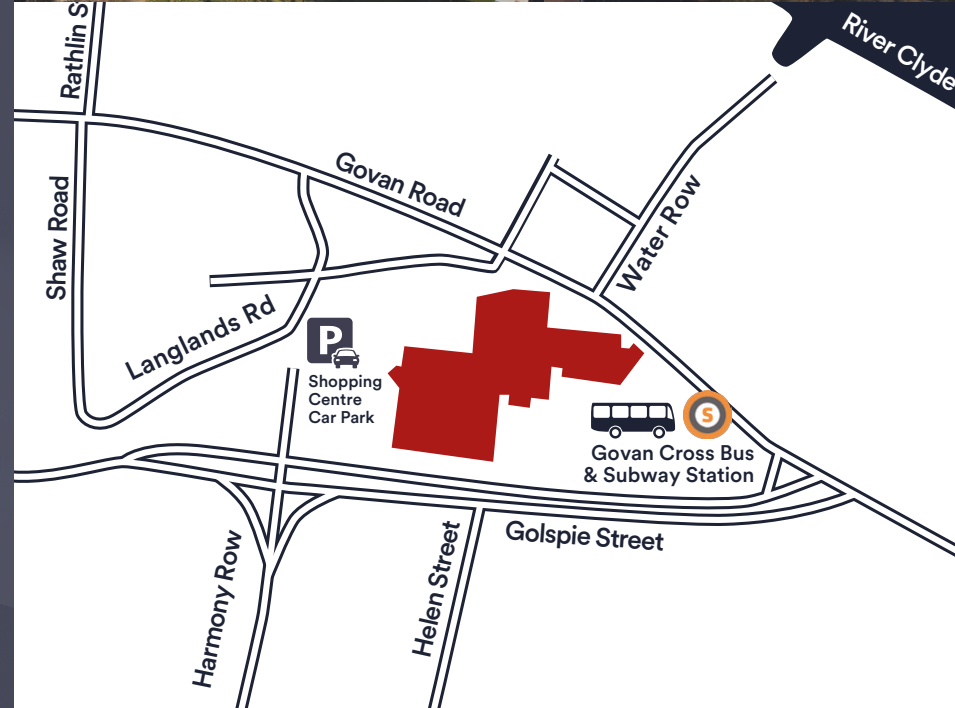 Rathlin S
River Clyde
Govan Road
Shaw Road
Water Row
Langlands Rd
P
Shopping
Centre
Car Park
S
Govan Cross Bus
& Subway Station
Golspie Street
Harmony Row
Helen Street